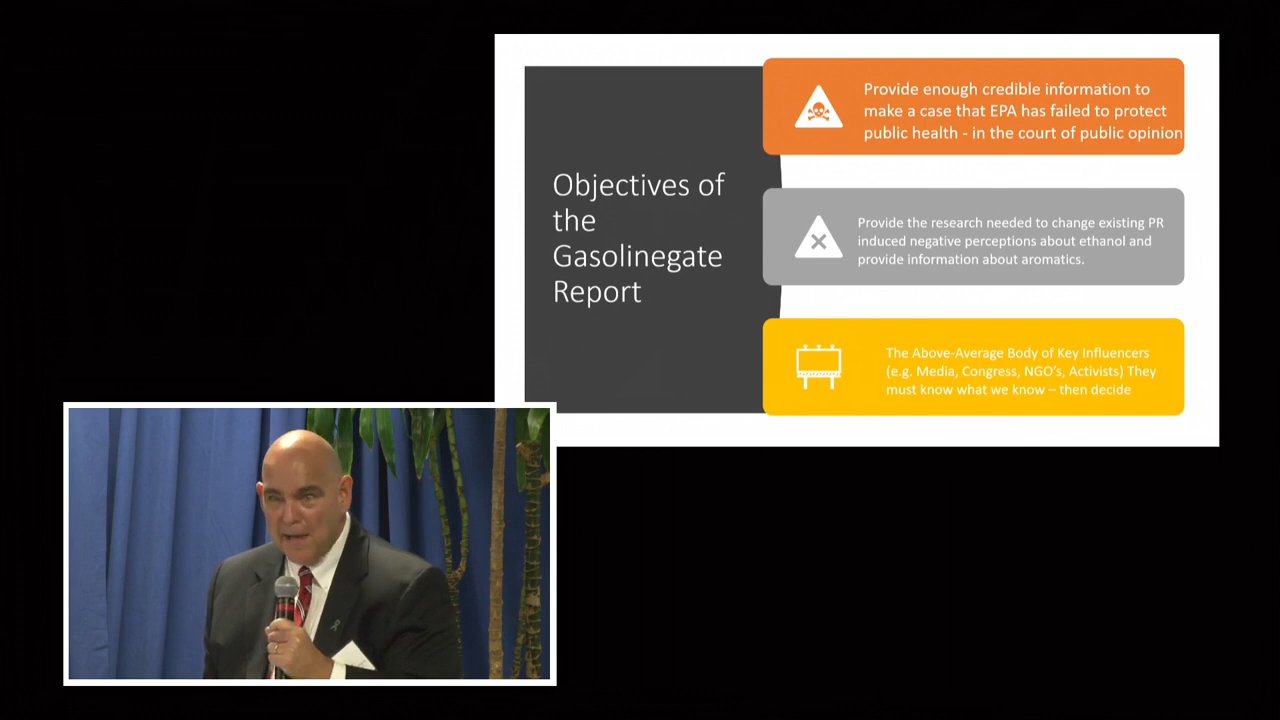 Objectives of
the
Gasolinegate
Report
Provide enough credible information to
make a case that EPA has failed to protect
public health - in the court of public opinion
Provide the research needed to change existing PR
induced negative perceptions about ethanol and
provide information about aromatics.
The Above-Average Body of Key Influencers
(e.g. Media, Congress, NGO's, Activists) They
must know what we know – then decide